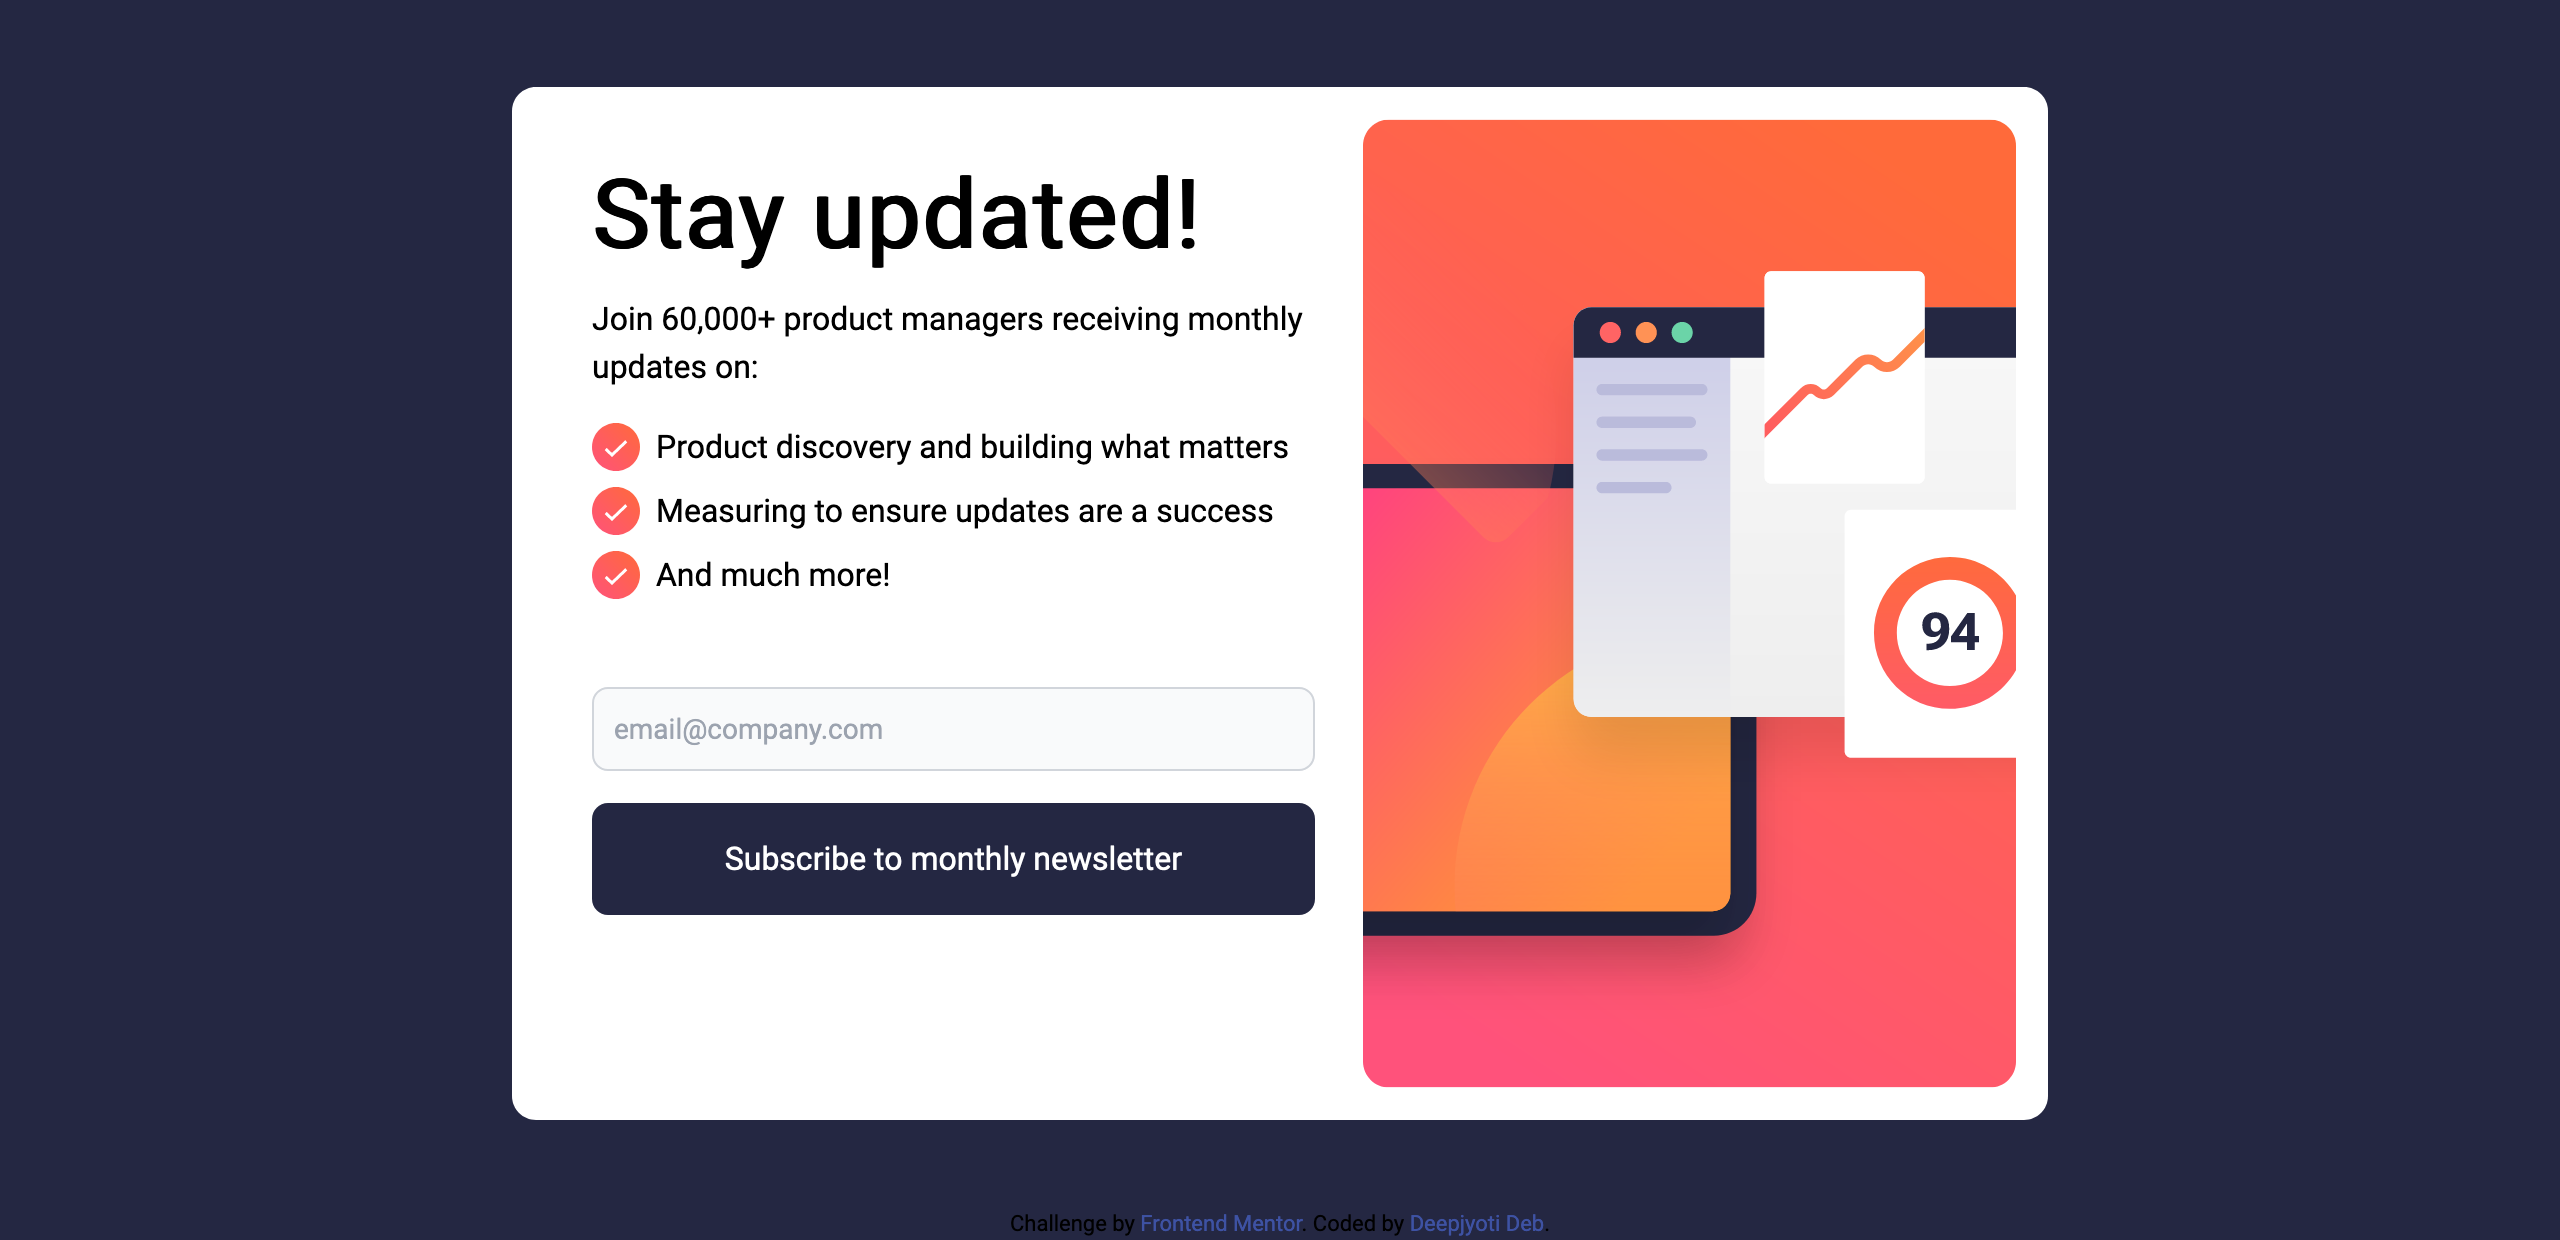 Stay updated!
Join 60,000+ product managers receiving monthly
updates on:
Product discovery and building what matters
Measuring to ensure updates are a success
And much more!
email@company.com
Subscribe to monthly newsletter
94
Challenge by Frontend Mentor. Coded by Deepjyoti Deb.